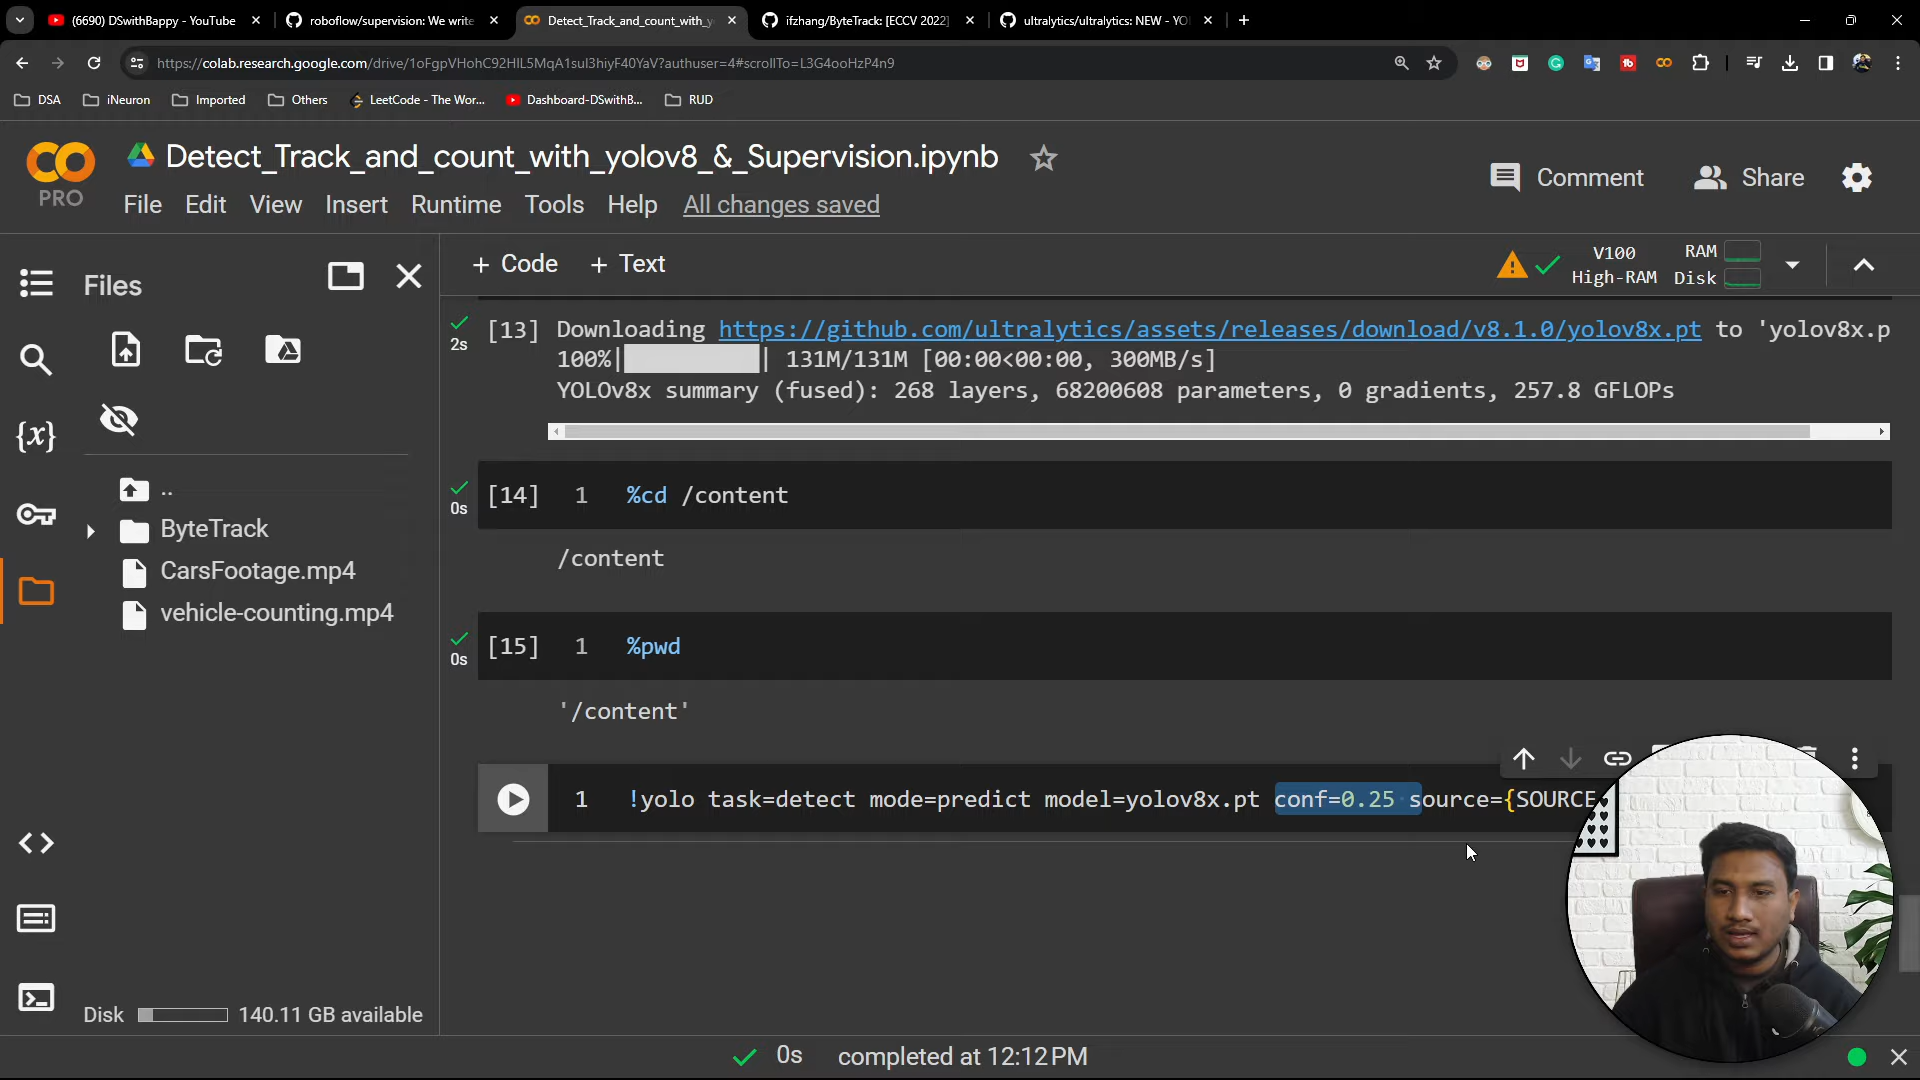 (6690) DSwithBappy - YouTube
roboflow/supervision: We write
Detect_Track_and_count_with_y
ifzhang/ByteTrack: [ECCV 2022]
ultralytics/ultralytics: NEW - YO
https://colab.research.google.com/drive/1oFgpVHohC92HlL5MqA1sul3hiyF40YaV?authuser=4#scrollTo=L3G4ooHzP4n9
DSA
iNeuron
Imported
Others
LeetCode - The Wor...
Dashboard-DSwithB...
RUD
Detect_Track_and_count_with_yolov8_&_Supervision.ipynb
PRO
File Edit View Insert Runtime Tools Help All changes saved
Comment
Share
Files
+ Code + Text
V100
High-RAM
RAM
Disk
[13] Downloading https://github.com/ultralytics/assets/releases/download/v8.1.0/yolov8x.pt to 'yolov8x.p
2s
100%| | 131M/131M [00:00<00:00, 300MB/s]
YOLOv8x summary (fused): 268 layers, 68200608 parameters, 0 gradients, 257.8 GFLOPs
{x}
..
ByteTrack
CarsFootage.mp4
vehicle-counting.mp4
[14] 1 %cd /content
0s
/content
[15] 1 %pwd
0s
'/content'
1 !yolo task=detect mode=predict model=yolov8x.pt conf=0.25 source={SOURCE
Disk 140.11 GB available
0s completed at 12:12 PM